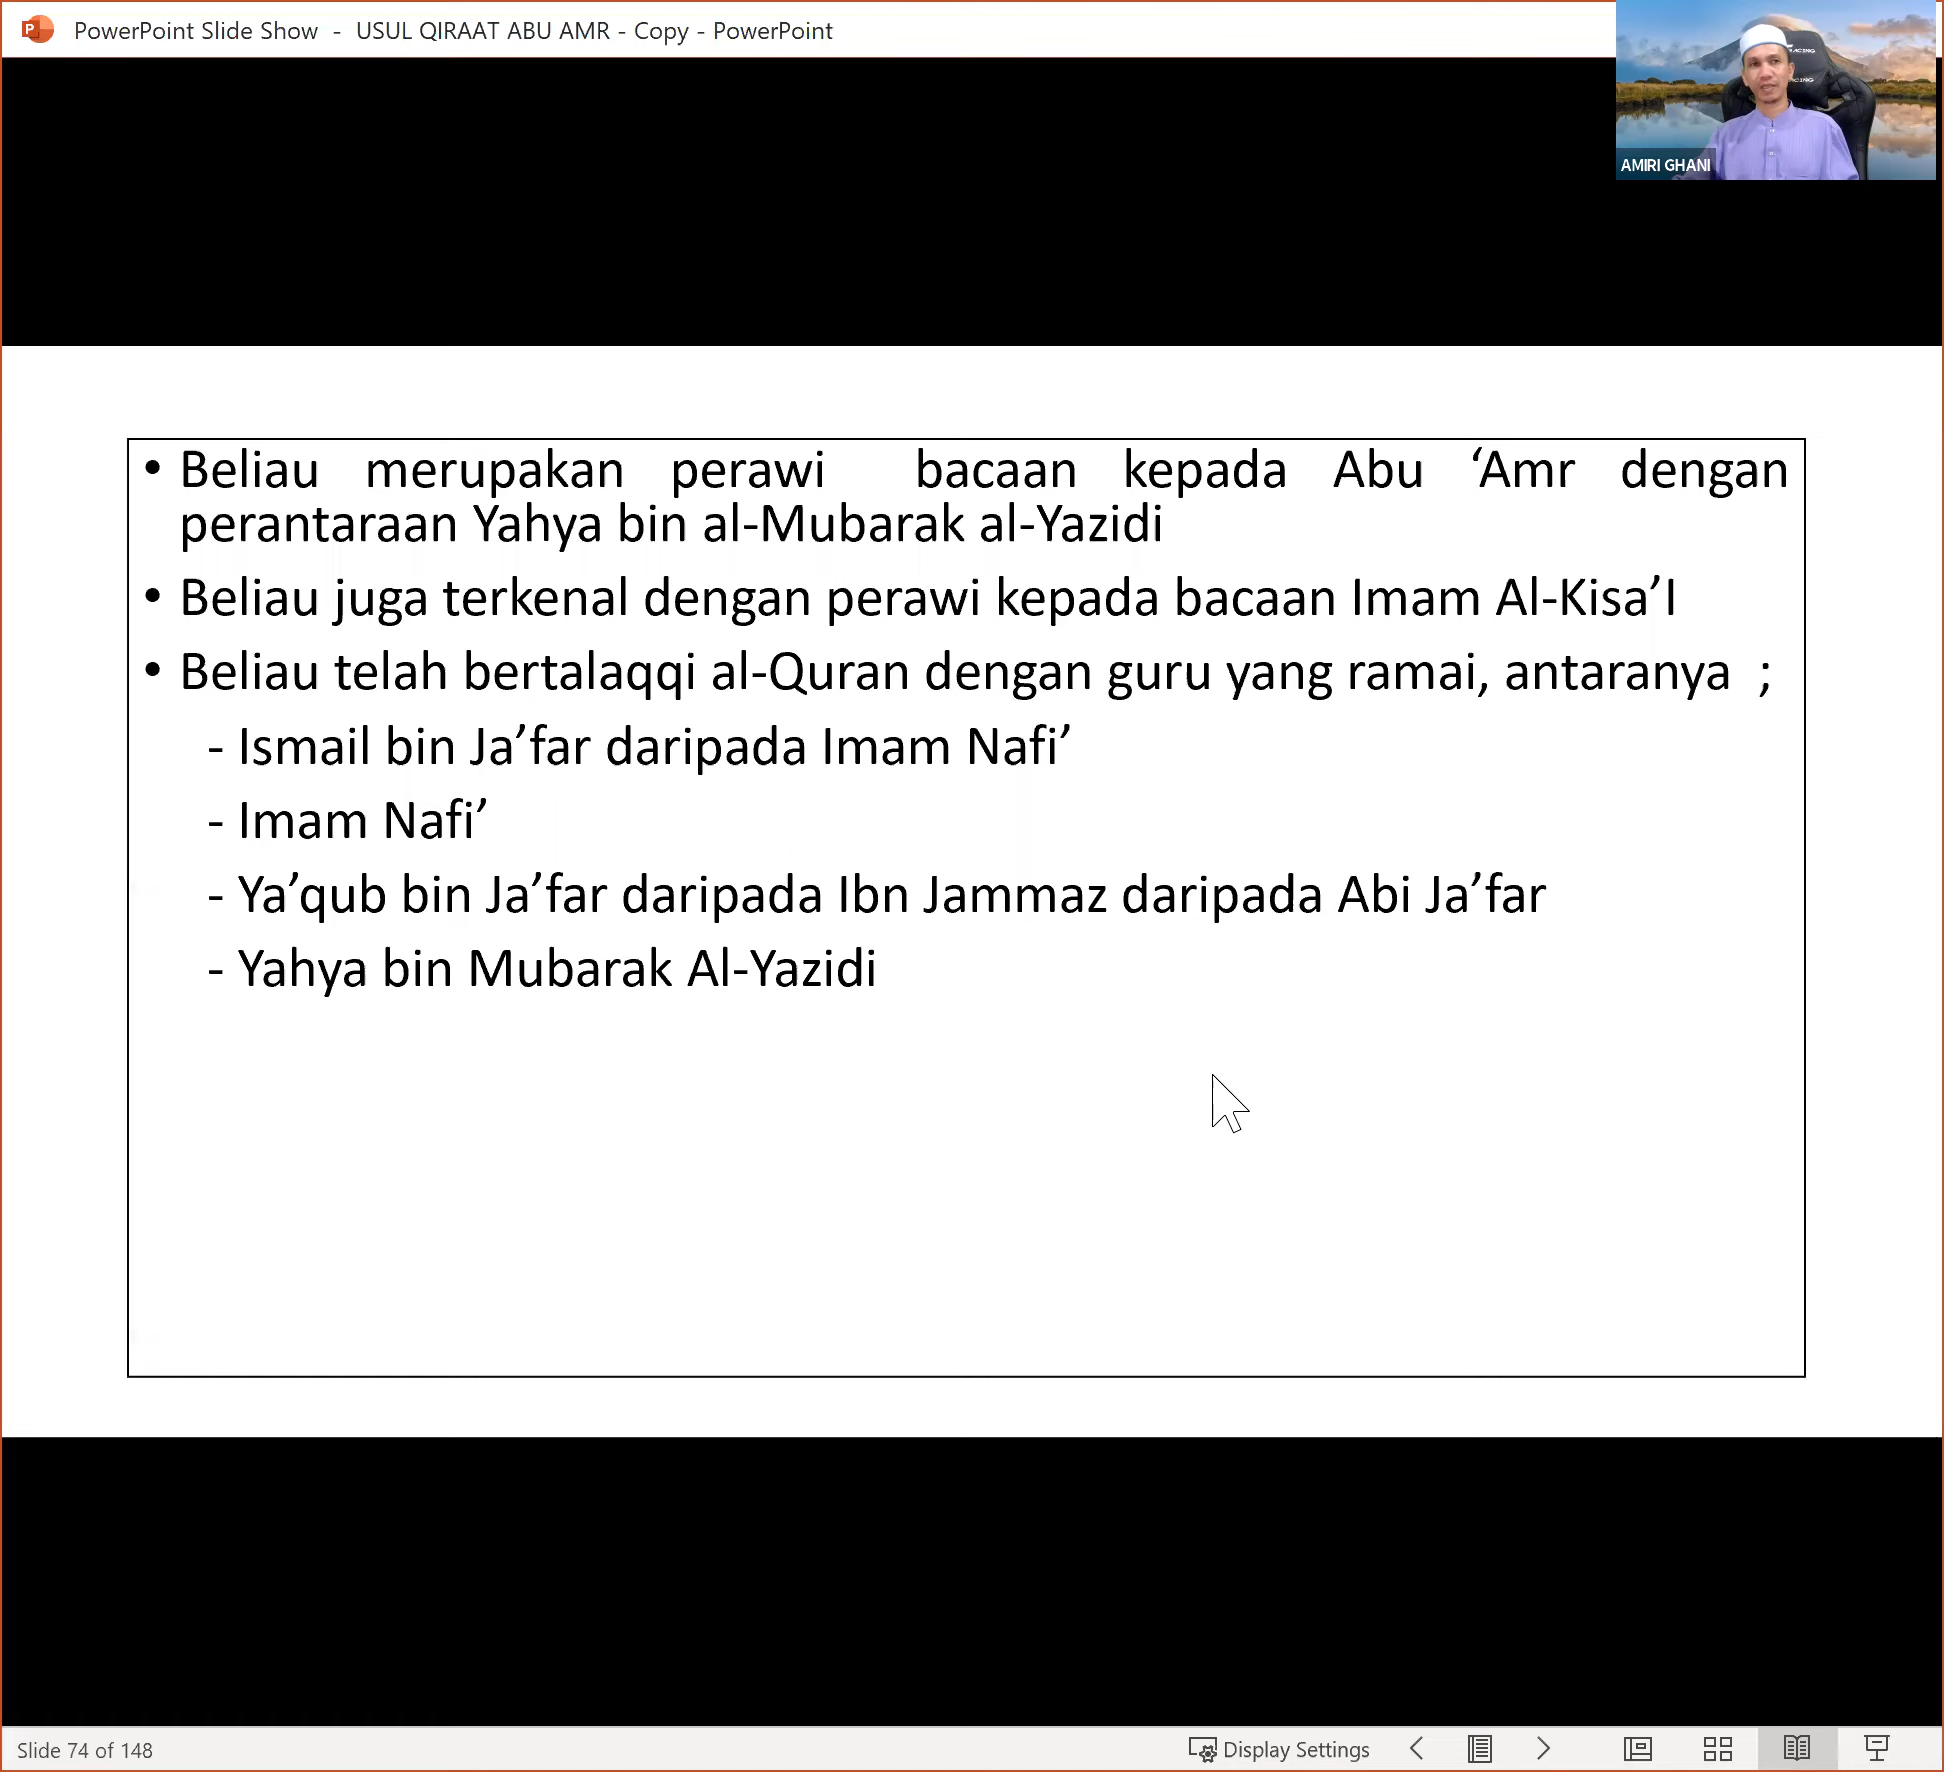 PowerPoint Slide Show - USUL QIRAAT ABU AMR - Copy - PowerPoint
AMIRI GHANI
• Beliau merupakan perawi bacaan kepada Abu ‘Amr dengan
perantaraan Yahya bin al-Mubarak al-Yazidi
• Beliau juga terkenal dengan perawi kepada bacaan Imam Al-Kisa’I
• Beliau telah bertalaqqi al-Quran dengan guru yang ramai, antaranya ;
- Ismail bin Ja’far daripada Imam Nafi’
- Imam Nafi’
- Ya’qub bin Ja’far daripada Ibn Jammaz daripada Abi Ja’far
- Yahya bin Mubarak Al-Yazidi
Slide 74 of 148
Display Settings